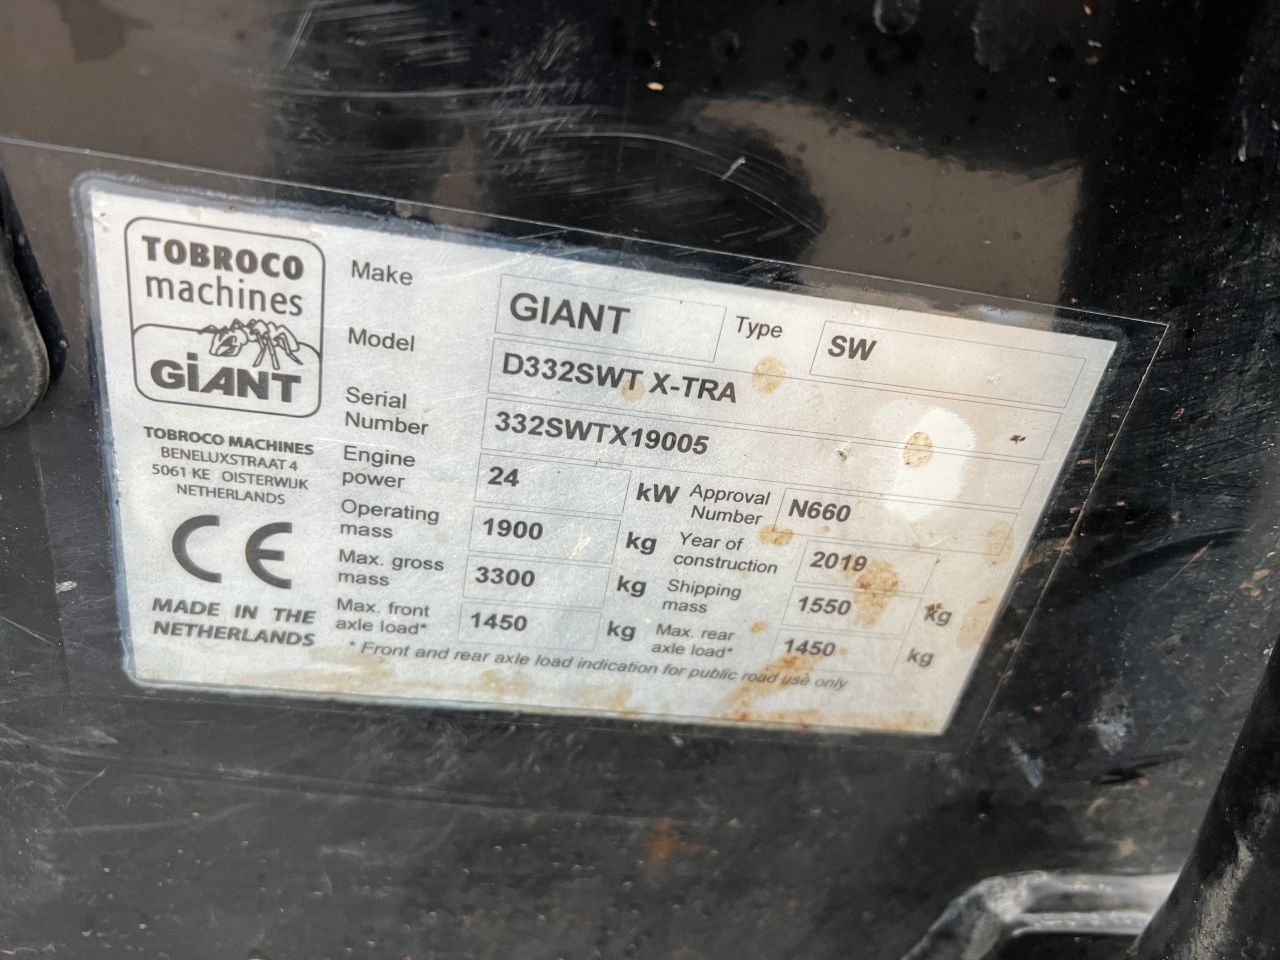 TOBROCO
machines
GiANT
TOBROCO MACHINES
BENELUXSTRAAT 4
5061 KE OISTERWIJK
NETHERLANDS
CE
MADE IN THE
NETHERLANDS
Make GIANT Type SW
Model D332SWT X-TRA
Serial Number 332SWTX19005
Engine power 24 kW Approval Number N660
Operating mass 1900 kg Year of construction 2019
Max. gross mass 3300 kg Shipping mass 1550 kg
Max. front axle load* 1450 kg Max. rear axle load* 1450 kg
* Front and rear axle load indication for public road use only